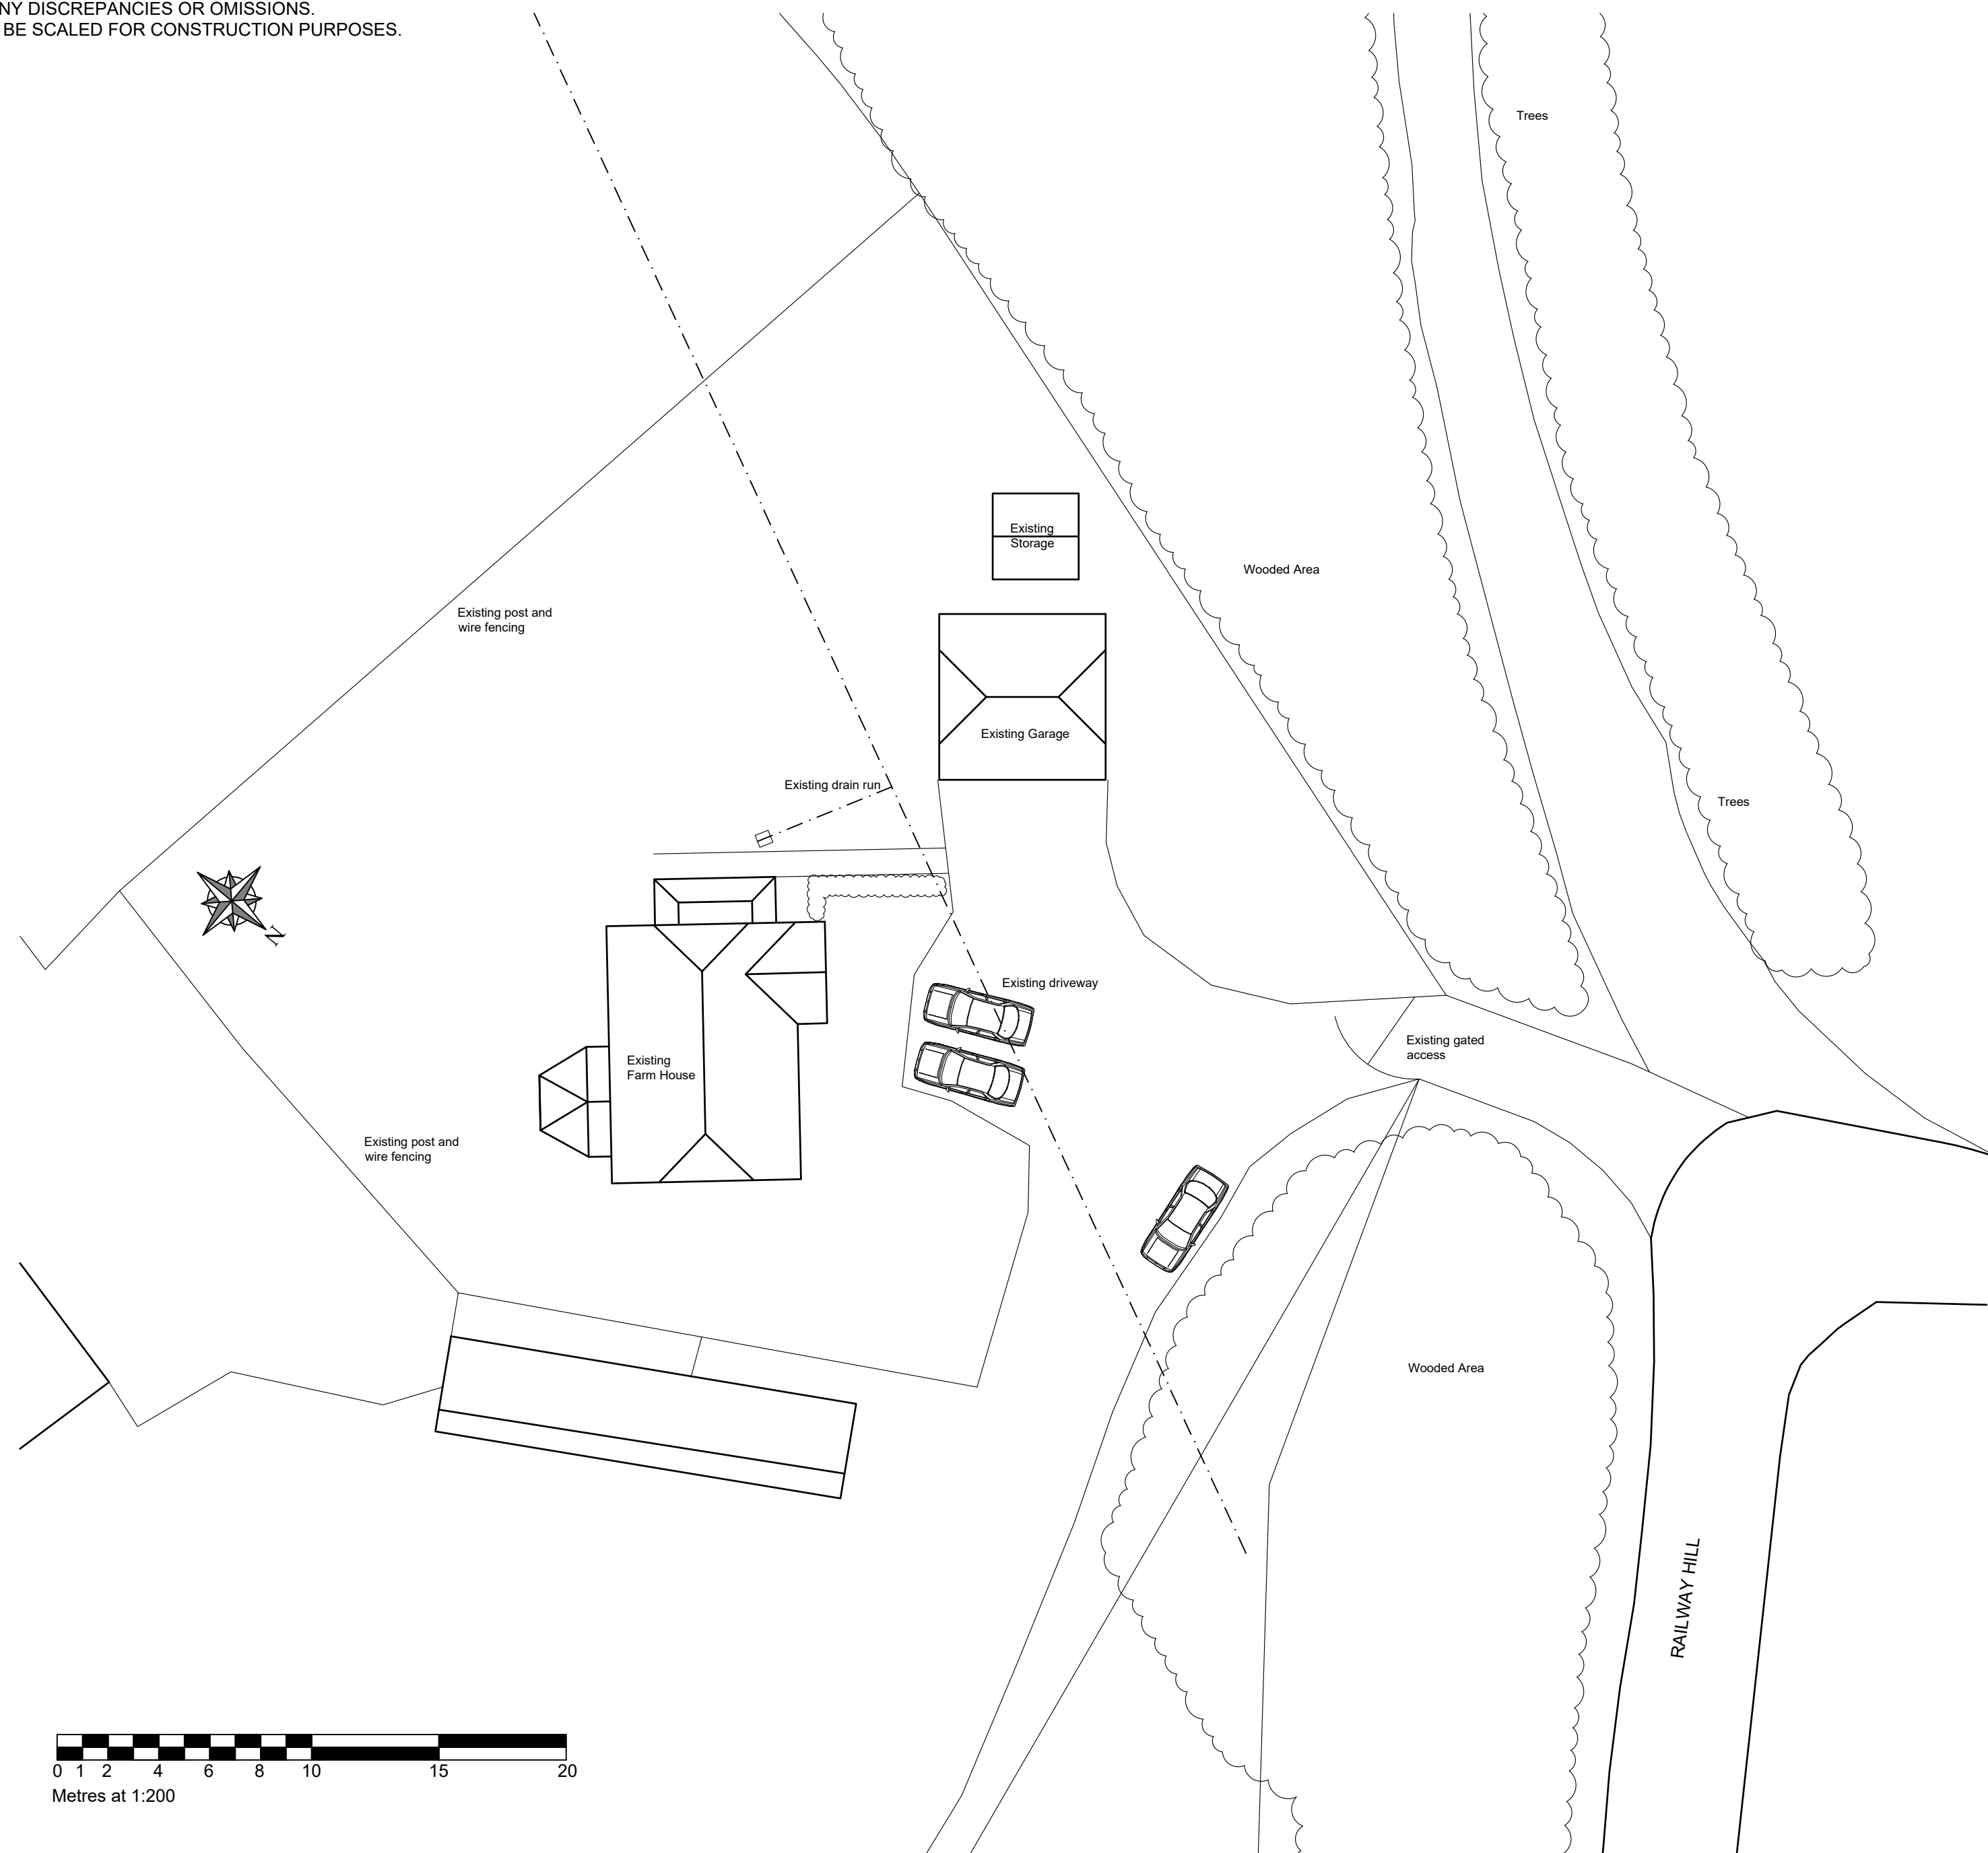 NY DISCREPANCIES OR OMISSIONS.
BE SCALED FOR CONSTRUCTION PURPOSES.
Trees
Existing
Storage
Wooded Area
Existing post and
wire fencing
Existing Garage
Existing drain run
Trees
N
Existing driveway
Existing gated
access
Existing
Farm House
Existing post and
wire fencing
Wooded Area
RAILWAY HILL
0 1 2 4 6 8 10 15 20
Metres at 1:200